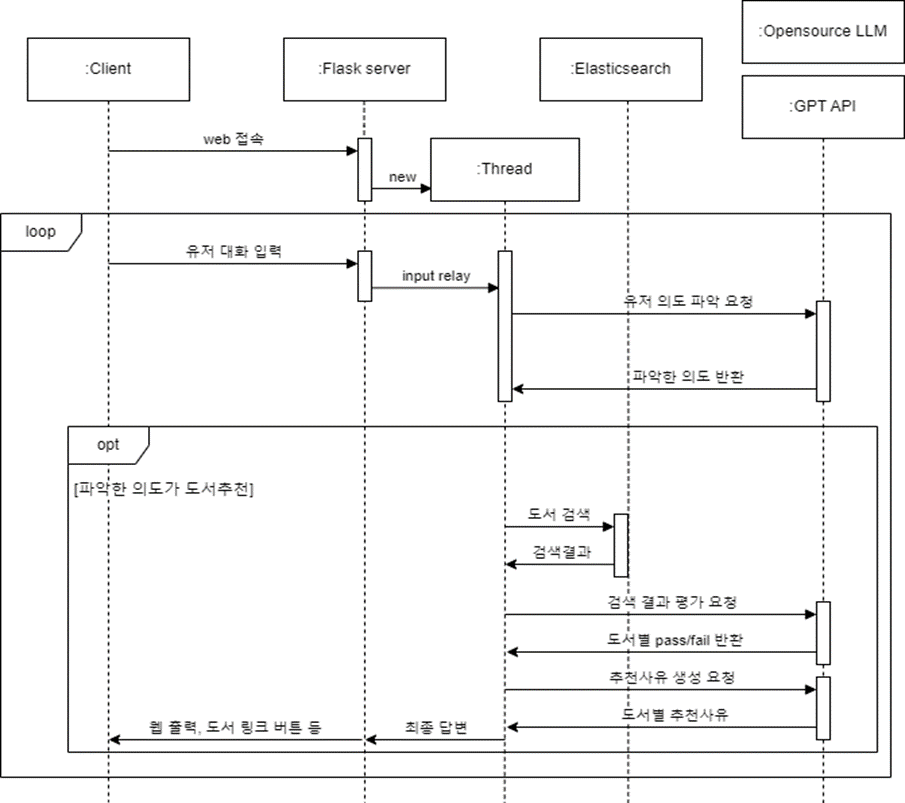 :Opensource LLM
:Client
:Flask server
:Elasticsearch
:GPT API
web 접속
:Thread
new
loop
유저 대화 입력
input relay
유저 의도 파악 요청
파악한 의도 반환
opt
[파악한 의도가 도서추천]
도서 검색
검색결과
검색 결과 평가 요청
도서별 pass/fail 반환
추천사유 생성 요청
도서별 추천사유
웹 출력, 도서 링크 버튼 등
최종 답변